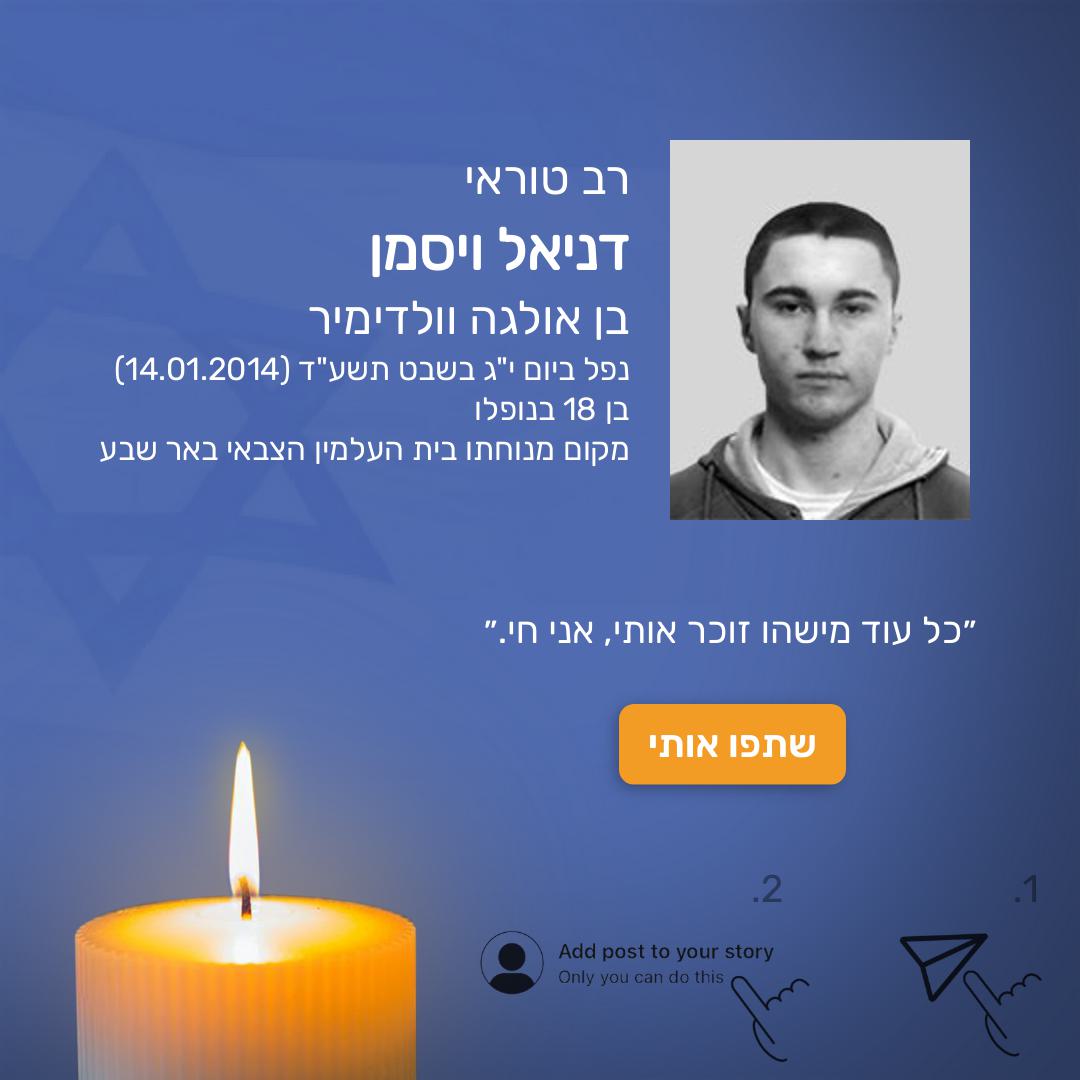 רב טוראי
דניאל ויסמן
בן אולגה וולדימיר
נפל ביום י"ג בשבט תשע"ד (14.01.2014)
בן 18 בנופלו
מקום מנוחתו בית העלמין הצבאי באר שבע
״כל עוד מישהו זוכר אותי, אני חי.״
שתפו אותי
1.
2.
Add post to your story
Only you can do this